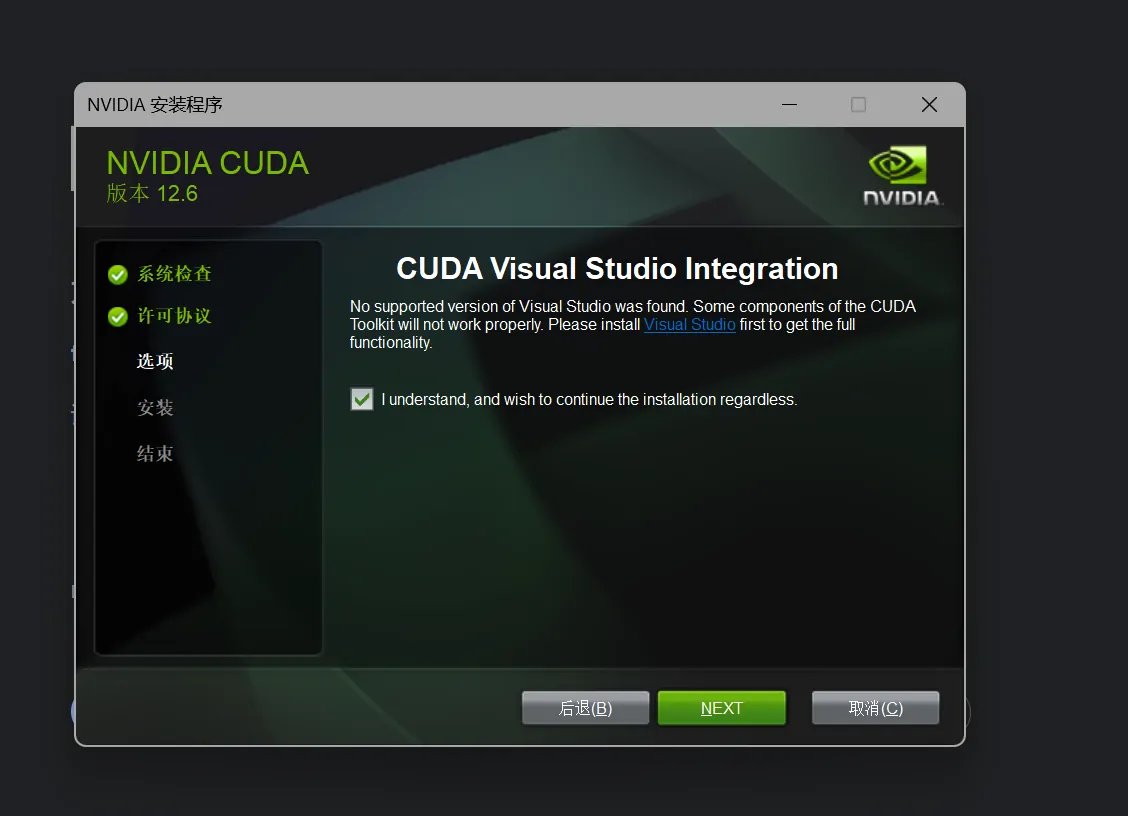 NVIDIA 安装程序
NVIDIA CUDA
版本 12.6
NVIDIA.
系统检查
许可协议
选项
安装
结束
CUDA Visual Studio Integration
No supported version of Visual Studio was found. Some components of the CUDA
Toolkit will not work properly. Please install Visual Studio first to get the full
functionality.
I understand, and wish to continue the installation regardless.
后退(B)
NEXT
取消(C)